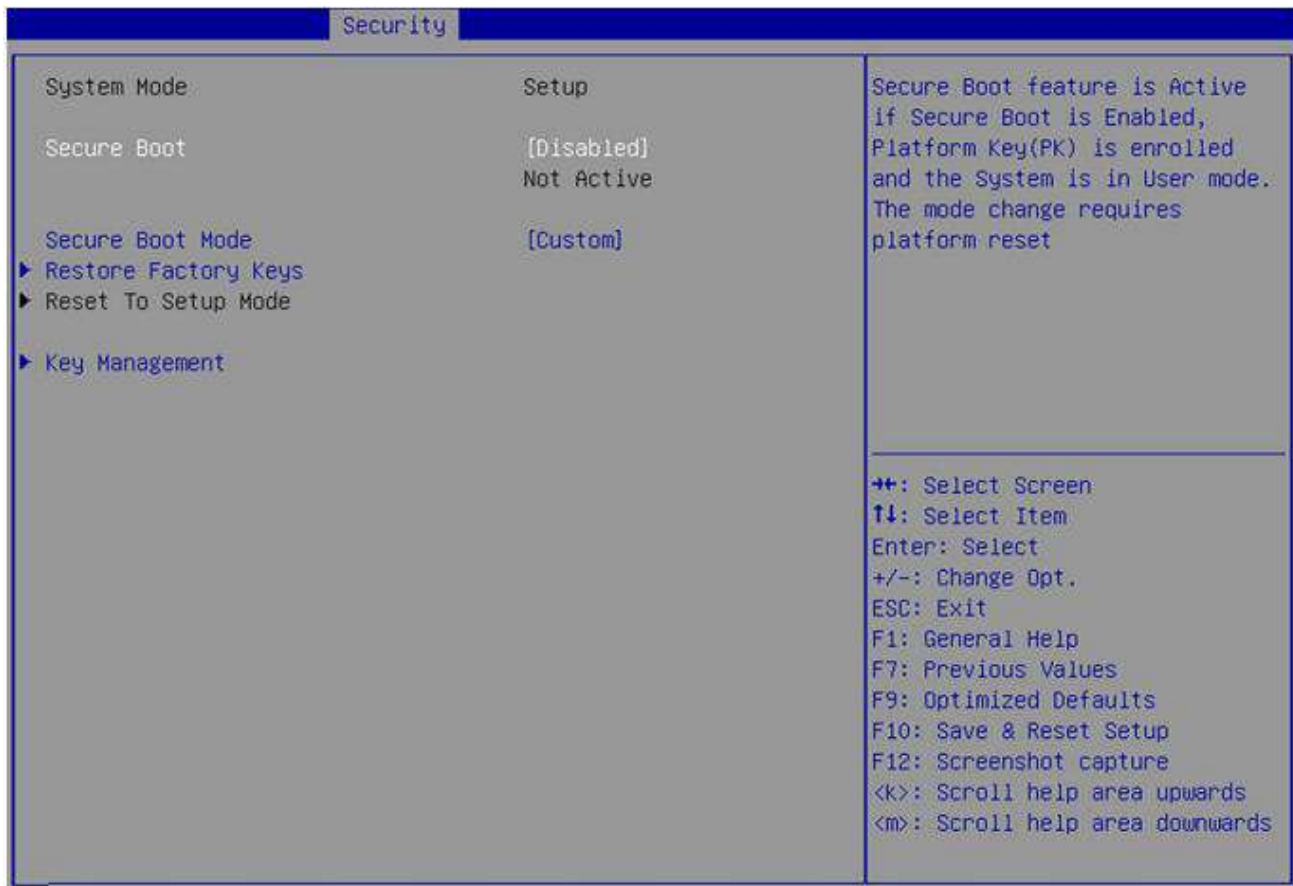 Security
System Mode Setup
Secure Boot [Disabled]
Not Active
Secure Boot Mode [Custom]
Restore Factory Keys
Reset To Setup Mode
Key Management
Secure Boot feature is Active
if Secure Boot is Enabled,
Platform Key(PK) is enrolled
and the System is in User mode.
The mode change requires
platform reset
→←: Select Screen
↑↓: Select Item
Enter: Select
+/-: Change Opt.
ESC: Exit
F1: General Help
F7: Previous Values
F9: Optimized Defaults
F10: Save & Reset Setup
F12: Screenshot capture
<k>: Scroll help area upwards
<m>: Scroll help area downwards